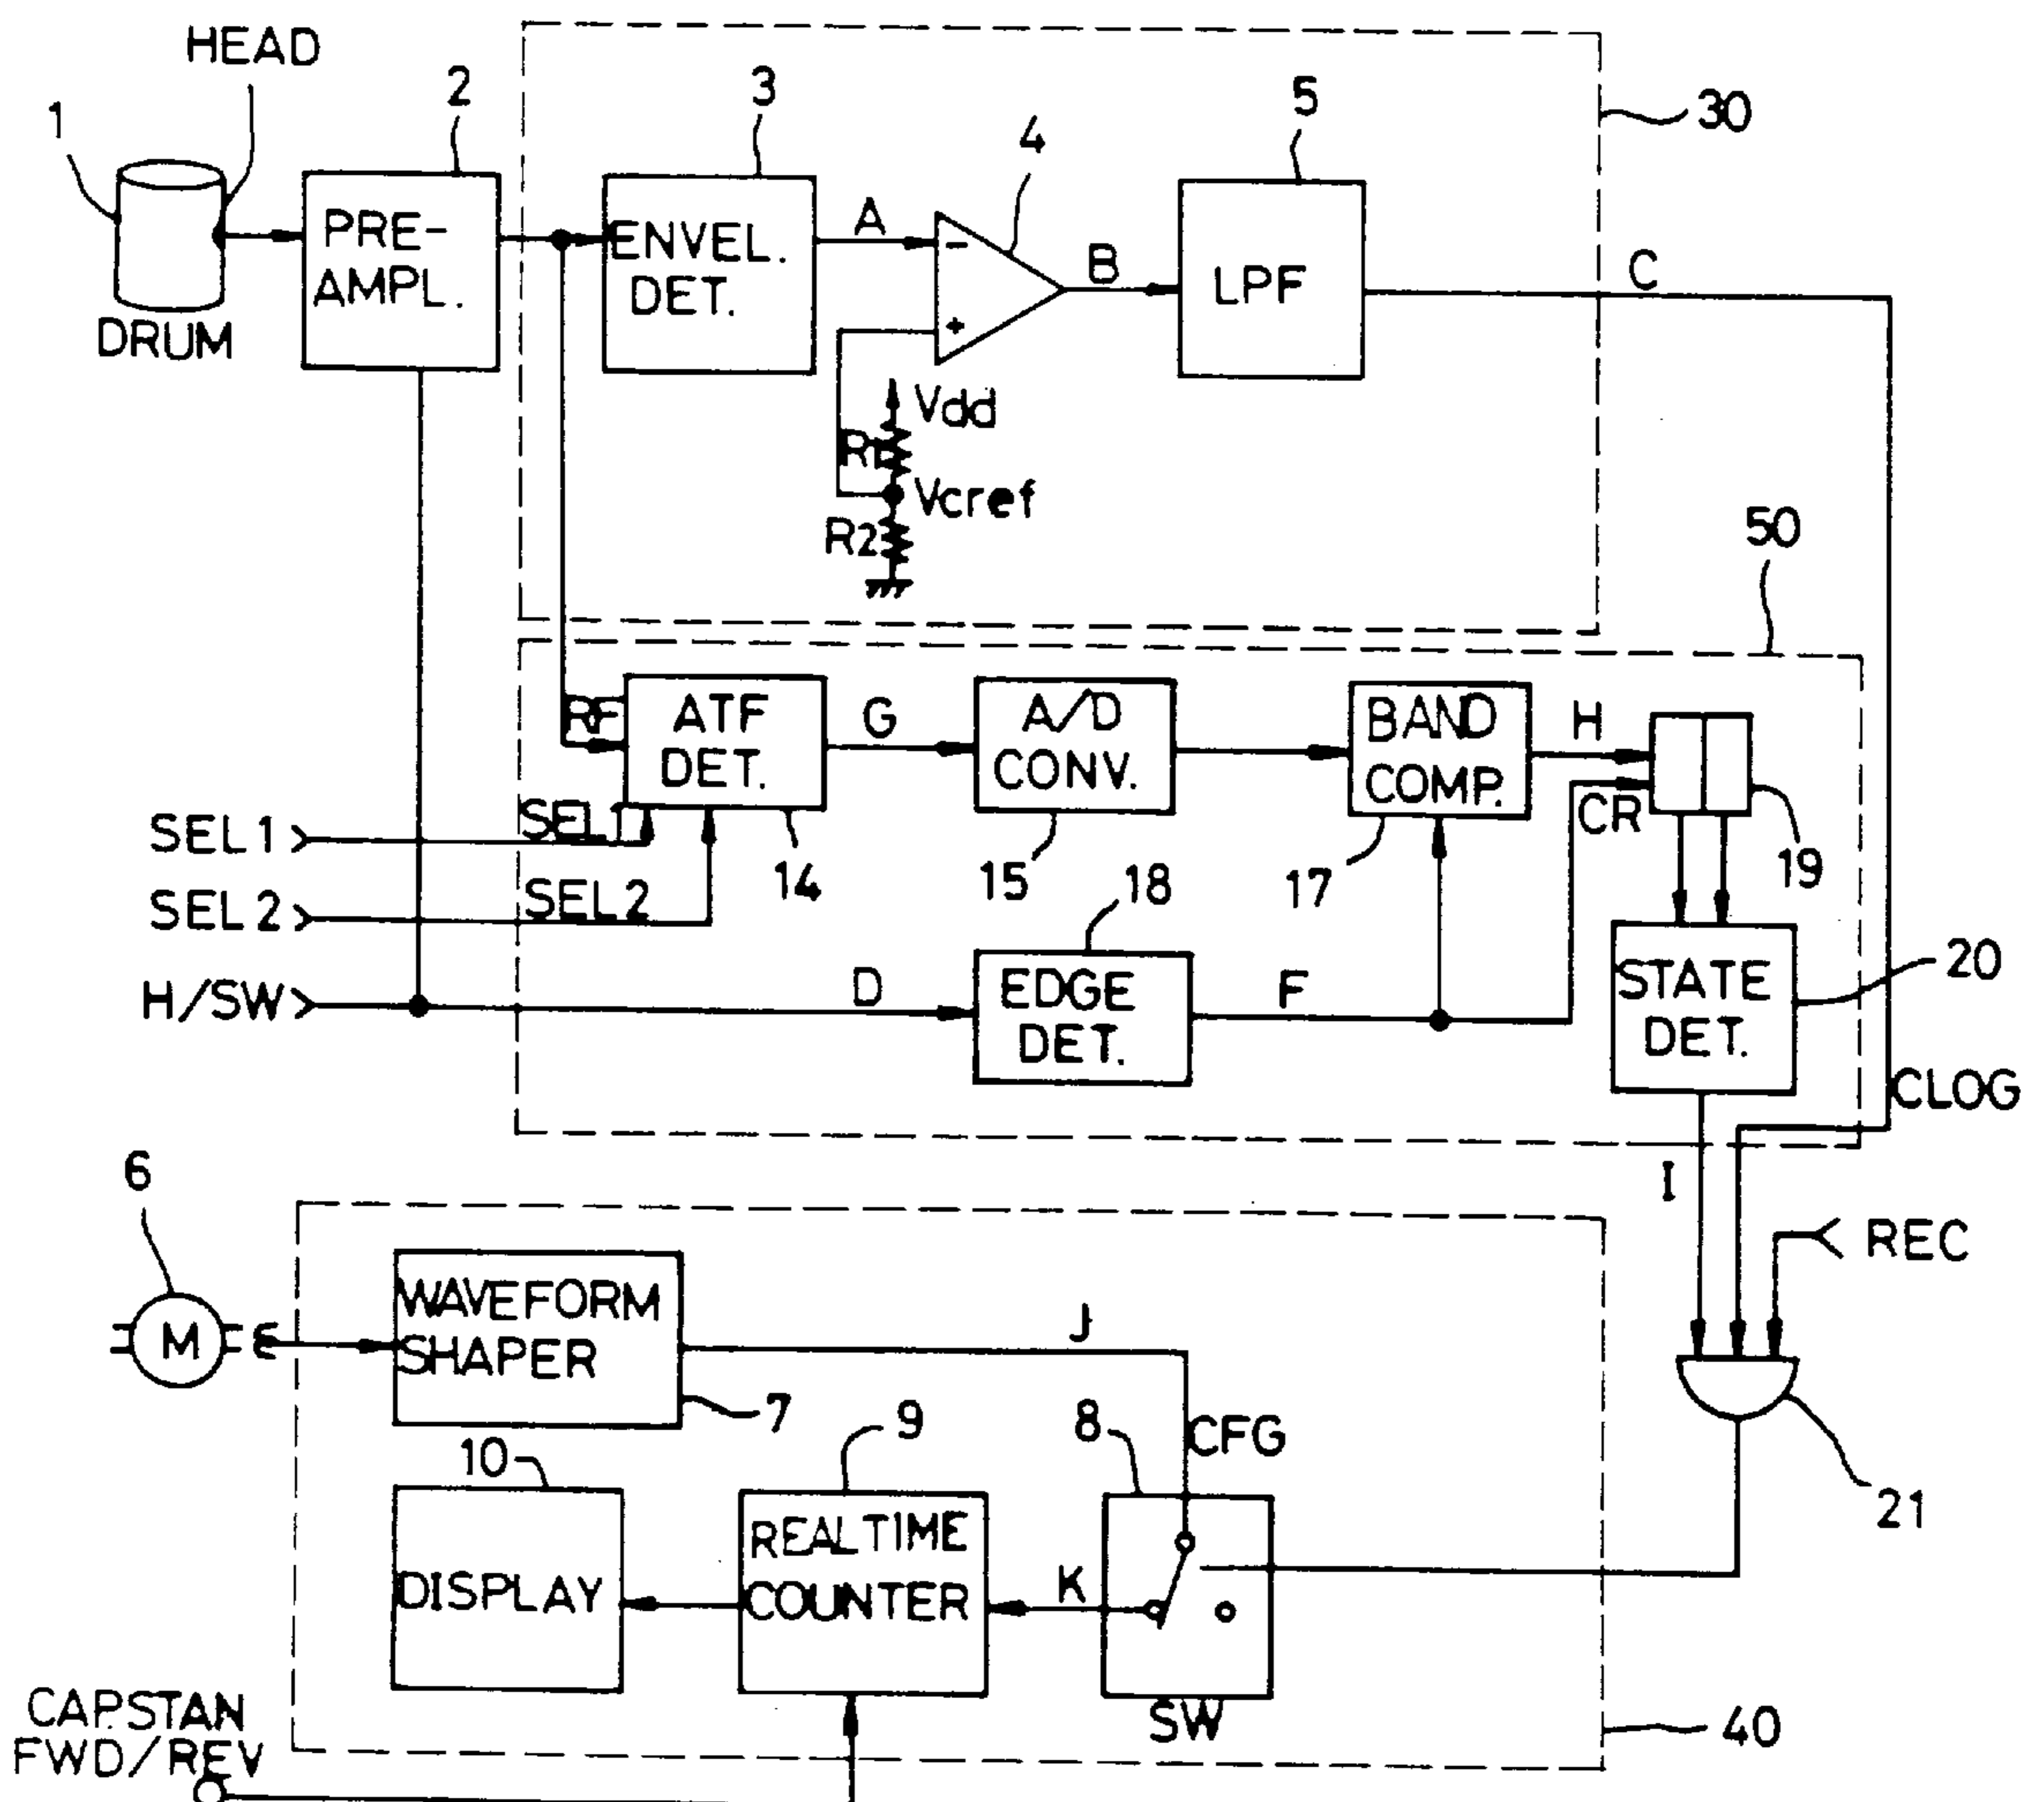 HEAD
1
2
3
4
5
30
PRE-
AMPL.
ENVEL.
DET.
A
-
+
B
LPF
C
DRUM
Vdd
R1
Vcref
R2
50
RF
ATF
DET.
G
A/D
CONV.
BAND
COMP.
H
CR
19
SEL1
SEL1
14
15
18
17
SEL2
SEL2
H/SW
D
EDGE
DET.
F
STATE
DET.
20
CLOG
I
6
REC
M
WAVEFORM
SHAPER
7
J
CFG
10
9
8
21
DISPLAY
REALTIME
COUNTER
K
SW
40
CAPSTAN
FWD/REV